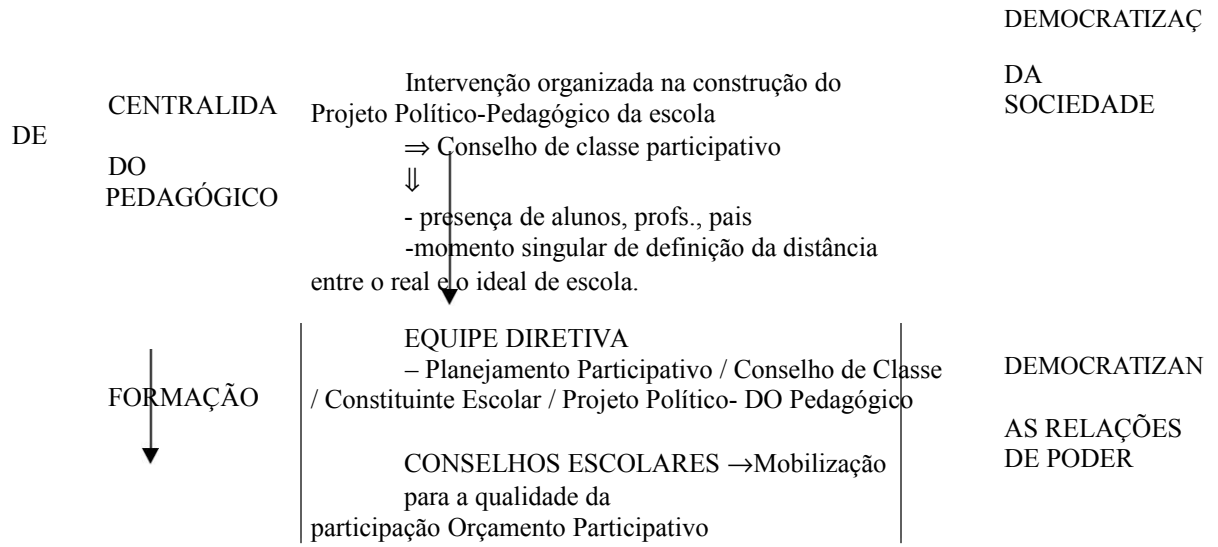 DE
CENTRALIDA
DO
PEDAGÓGICO
Intervenção organizada na construção do
Projeto Político-Pedagógico da escola
⇒ Conselho de classe participativo
⇓
- presença de alunos, profs., pais
-momento singular de definição da distância
entre o real e o ideal de escola.
DEMOCRATIZAÇ
DA
SOCIEDADE
FORMAÇÃO
EQUIPE DIRETIVA
– Planejamento Participativo / Conselho de Classe
/ Constituinte Escolar / Projeto Político- DO Pedagógico
CONSELHOS ESCOLARES →Mobilização
para a qualidade da
participação Orçamento Participativo
DEMOCRATIZAN
AS RELAÇÕES
DE PODER